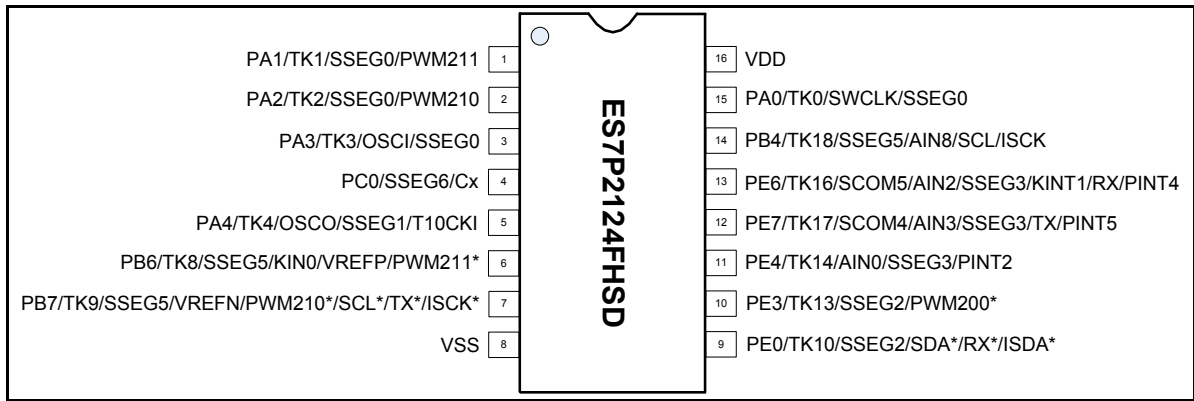 PA1/TK1/SSEG0/PWM211 1
PA2/TK2/SSEG0/PWM210 2
PA3/TK3/OSCI/SSEG0 3
PC0/SSEG6/Cx 4
PA4/TK4/OSCO/SSEG1/T10CKI 5
PB6/TK8/SSEG5/KIN0/VREFP/PWM211* 6
PB7/TK9/SSEG5/VREFN/PWM210*/SCL*/TX*/ISCK* 7
VSS 8
ES7P2124FHSD
16 VDD
15 PA0/TK0/SWCLK/SSEG0
14 PB4/TK18/SSEG5/AIN8/SCL/ISCK
13 PE6/TK16/SCOM5/AIN2/SSEG3/KINT1/RX/PINT4
12 PE7/TK17/SCOM4/AIN3/SSEG3/TX/PINT5
11 PE4/TK14/AIN0/SSEG3/PINT2
10 PE3/TK13/SSEG2/PWM200*
9 PE0/TK10/SSEG2/SDA*/RX*/ISDA*